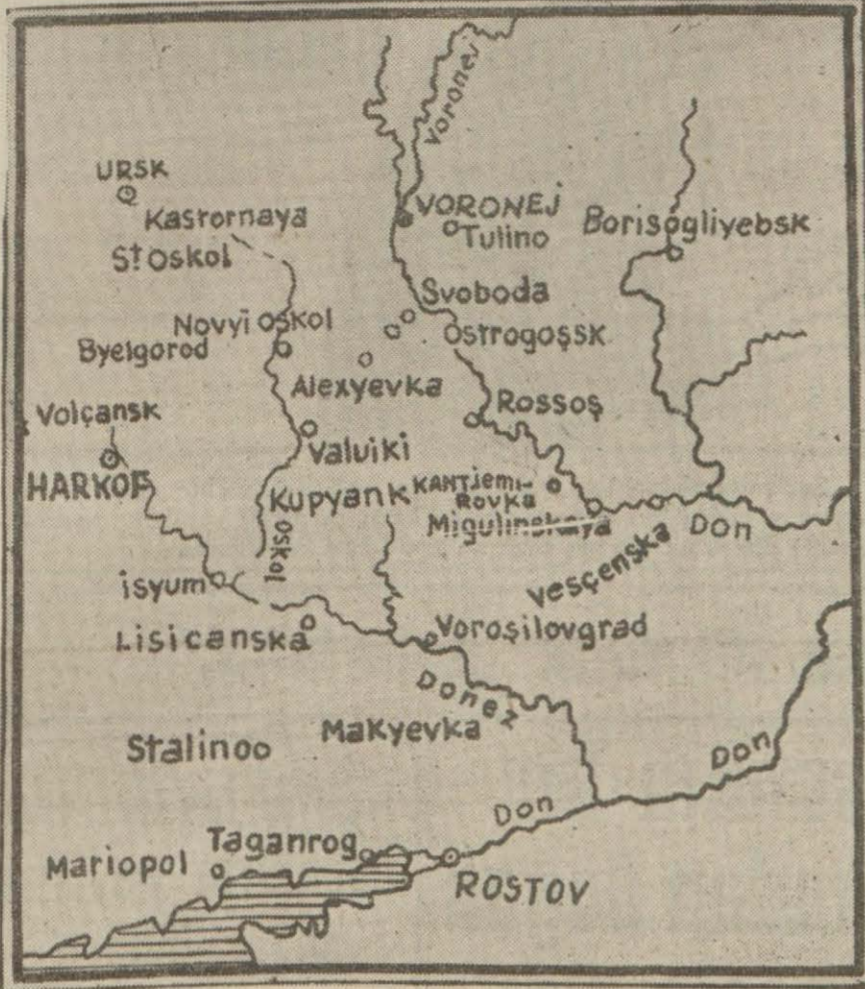 Vorones
URSK
Kastornaya
VORONEJ
Tulino
Borisogliyebsk
St Oskol
Svoboda
Novyi Oskol
Ostrogoşsk
Byelgorod
Alexyevka
Rossoş
Volçansk
Valuiki
HARKOF
Kupyank
KANTJEMİ-
ROVKA
Migulinskaya
Don
Oskol
Vesçenska
isyum
Lisicanska
Voroşilovgrad
Donez
Makyevka
Stalinoo
Don
Don
Taganrog
Mariopol
ROSTOV